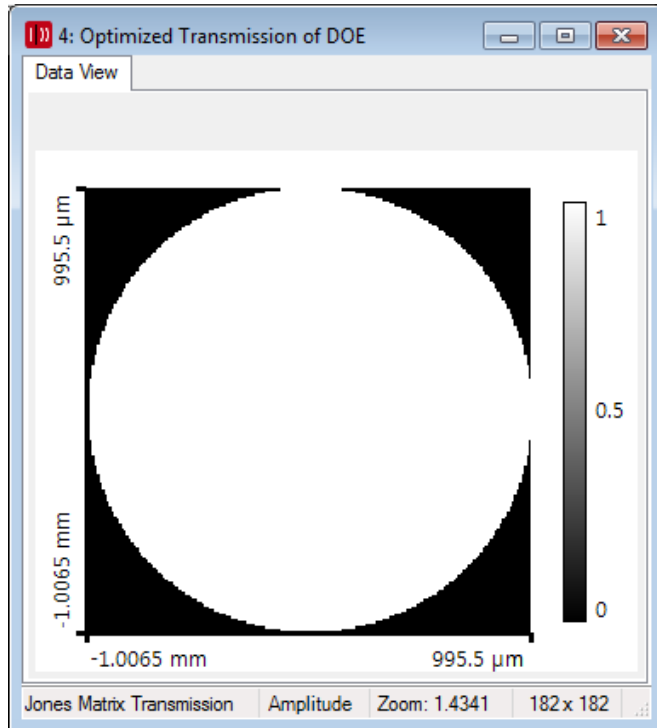 4: Optimized Transmission of DOE
Data View
995.5 µm
-1.0065 mm
1
0.5
0
-1.0065 mm
995.5 µm
Jones Matrix Transmission
Amplitude
Zoom: 1.4341
182 x 182